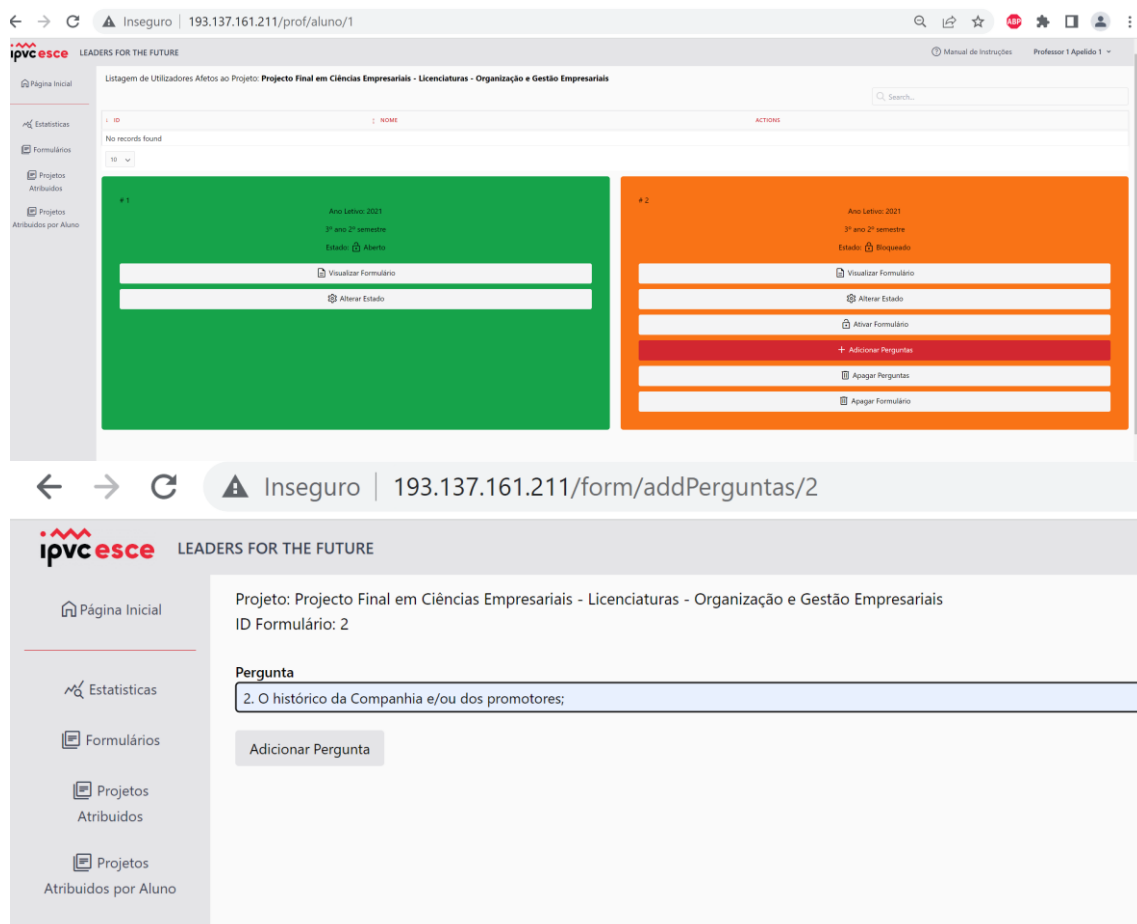 Inseguro 193.137.161.211/prof/aluno/1
ABP
ipvc esce LEADERS FOR THE FUTURE
Manual de Instruções Professor 1 Apelido 1
Página Inicial
Listagem de Utilizadores Afetos ao Projeto: Projecto Final em Ciências Empresariais - Licenciaturas - Organização e Gestão Empresariais
Search...
Estatisticas
ID NOME ACTIONS
No records found
Formulários
10
Projetos
Atribuidos
Projetos
Atribuidos por Aluno
# 1
Ano Letivo: 2021
3º ano 2º semestre
Estado: Aberto
Visualizar Formulário
Alterar Estado
# 2
Ano Letivo: 2021
3º ano 2º semestre
Estado: Bloqueado
Visualizar Formulário
Alterar Estado
Ativar Formulário
+ Adicionar Perguntas
Apagar Perguntas
Apagar Formulário
Inseguro 193.137.161.211/form/addPerguntas/2
ipvc esce LEADERS FOR THE FUTURE
Página Inicial
Estatisticas
Formulários
Projetos
Atribuidos
Projetos
Atribuidos por Aluno
Projeto: Projecto Final em Ciências Empresariais - Licenciaturas - Organização e Gestão Empresariais
ID Formulário: 2
Pergunta
2. O histórico da Companhia e/ou dos promotores;
Adicionar Pergunta